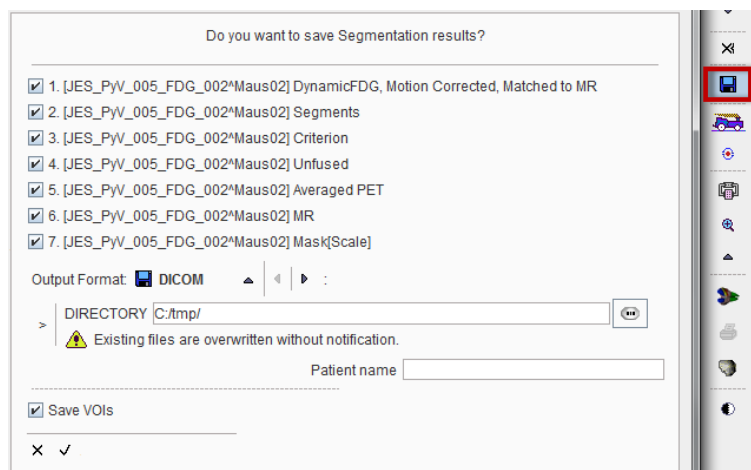 Do you want to save Segmentation results?
1. [JES_PyV_005_FDG_002^Maus02] DynamicFDG, Motion Corrected, Matched to MR
2. [JES_PyV_005_FDG_002^Maus02] Segments
3. [JES_PyV_005_FDG_002^Maus02] Criterion
4. [JES_PyV_005_FDG_002^Maus02] Unfused
5. [JES_PyV_005_FDG_002^Maus02] Averaged PET
6. [JES_PyV_005_FDG_002^Maus02] MR
7. [JES_PyV_005_FDG_002^Maus02] Mask[Scale]
Output Format: DICOM :
> DIRECTORY C:/tmp/
Existing files are overwritten without notification.
Patient name
Save VOIs